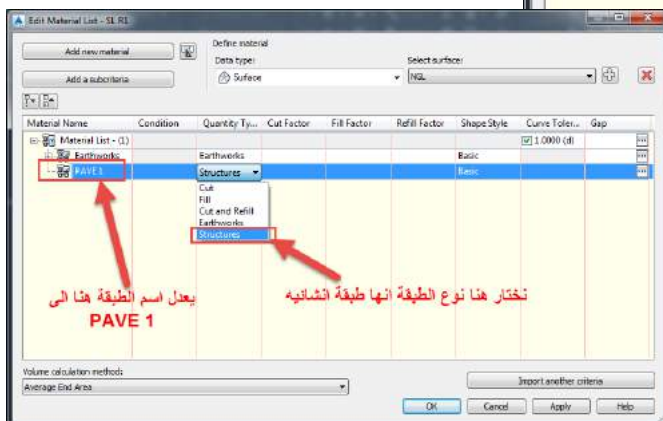 Edit Material List - SL R1
Add new material
Define material
Data type:
Select surface:
Add a subcriteria
Surface
NGL
Material Name Condition Quantity Ty... Cut Factor Fill Factor Refill Factor Shape Style Curve Toler... Gap
Material List - (1) 1.0000 (d)
Earthworks Earthworks Basic
PAVE1 Structures Basic
Cut
Fill
Cut and Refill
Earthworks
Structures
نختار هنا نوع الطبقة انها طبقة انشائيه
يعدل اسم الطبقة هنا الى
PAVE 1
Volume calculation method:
Average End Area
Import another criteria
OK Cancel Apply Help